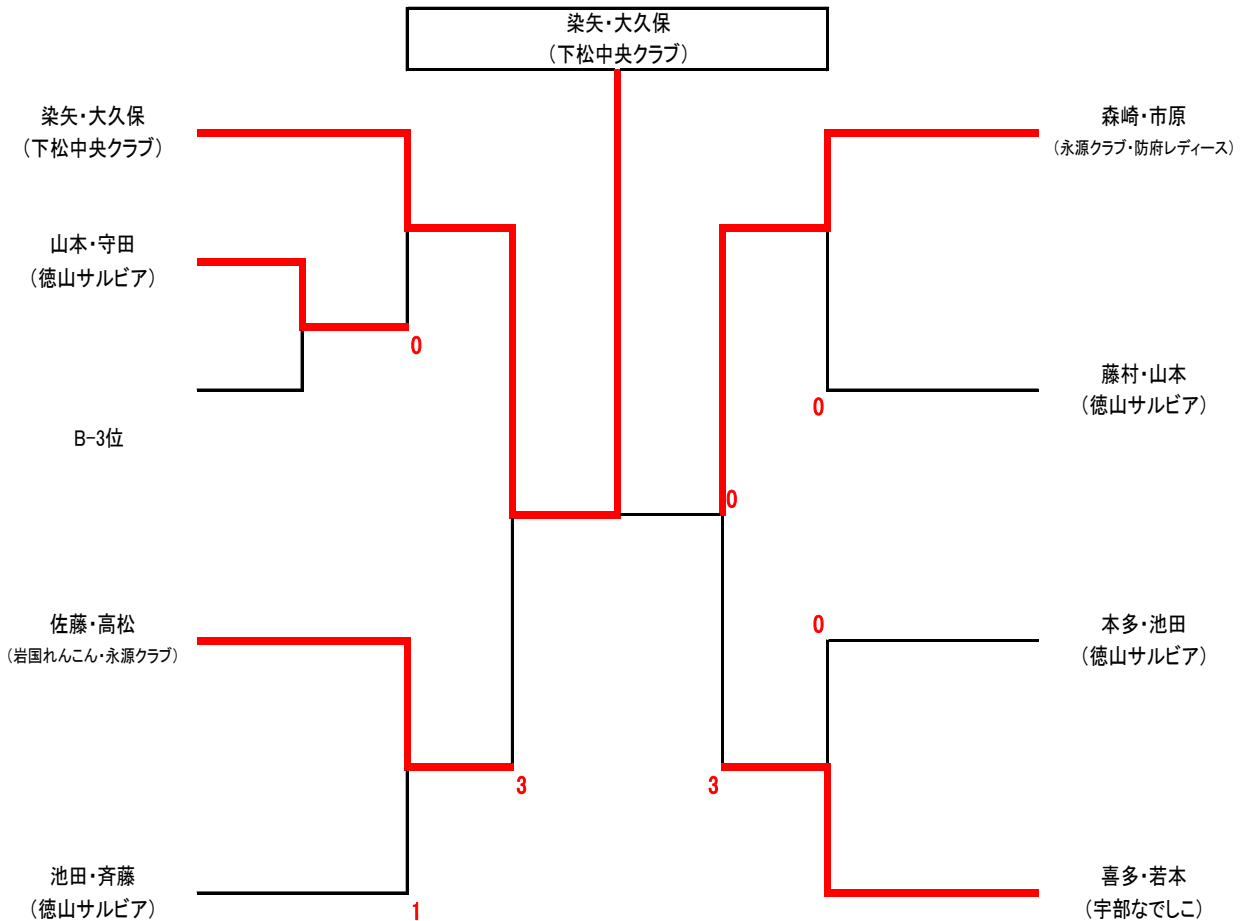 染矢・大久保
(下松中央クラブ)
染矢・大久保
(下松中央クラブ)
山本・守田
(徳山サルビア)
0
B-3位
佐藤・高松
(岩国れんこん・永源クラブ)
3
池田・斉藤
(徳山サルビア)
1
森崎・市原
(永源クラブ・防府レディース)
藤村・山本
(徳山サルビア)
0
0
0
本多・池田
(徳山サルビア)
3
喜多・若本
(宇部なでしこ)